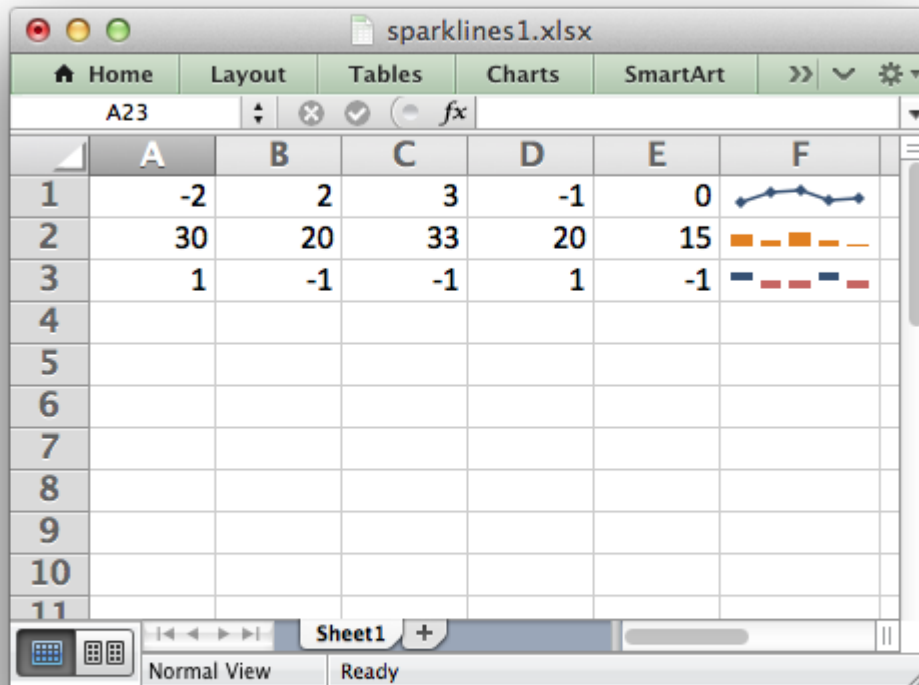 sparklines1.xlsx
Home Layout Tables Charts SmartArt
A23 fx
A B C D E F
1 -2 2 3 -1 0
2 30 20 33 20 15
3 1 -1 -1 1 -1
4
5
6
7
8
9
10
11
Sheet1 +
Normal View Ready